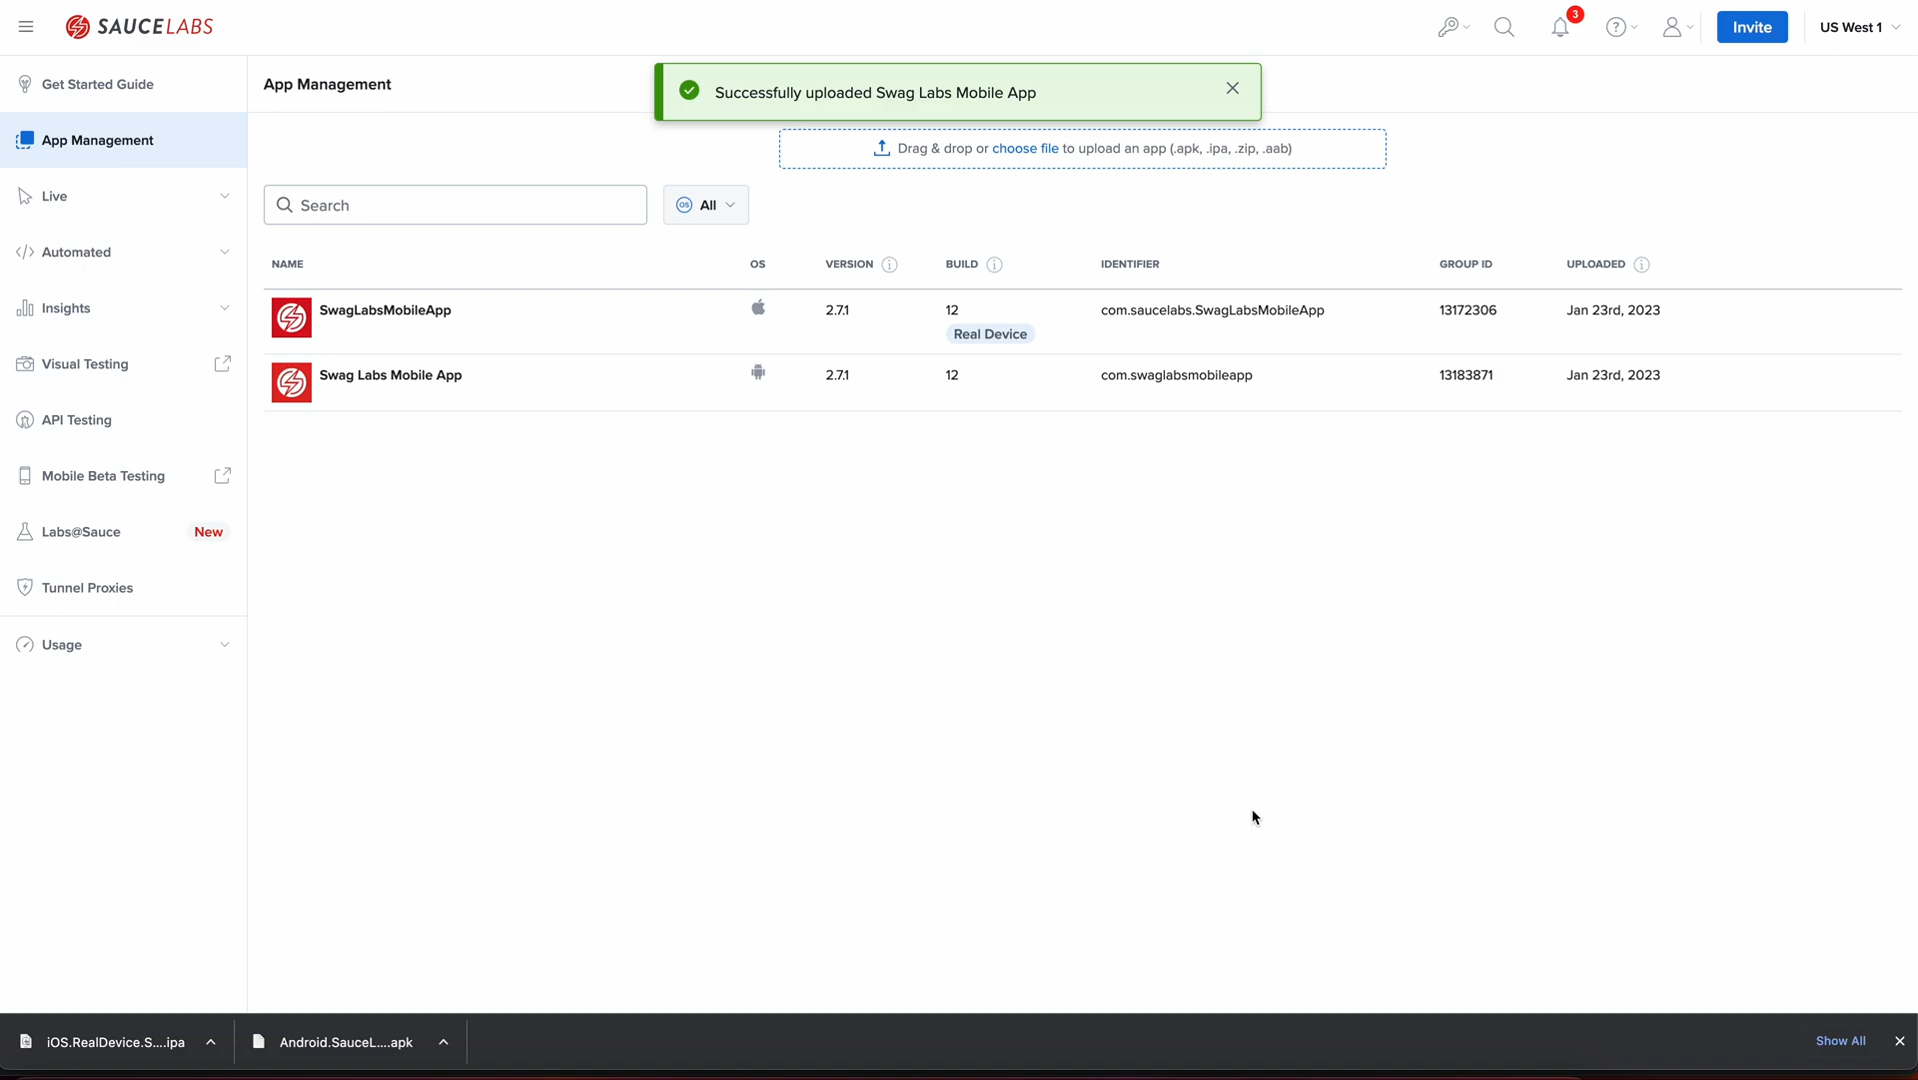 SAUCELABS
3
Invite
US West 1
Get Started Guide
App Management
Live
Automated
Insights
Visual Testing
API Testing
Mobile Beta Testing
Labs@Sauce New
Tunnel Proxies
Usage
App Management
Successfully uploaded Swag Labs Mobile App
Drag & drop or choose file to upload an app (.apk, .ipa, .zip, .aab)
Search
OS All
NAME OS VERSION BUILD IDENTIFIER GROUP ID UPLOADED
SwagLabsMobileApp 2.7.1 12 com.saucelabs.SwagLabsMobileApp 13172306 Jan 23rd, 2023
Real Device
Swag Labs Mobile App 2.7.1 12 com.swaglabsmobileapp 13183871 Jan 23rd, 2023
iOS.RealDevice.S....ipa Android.SauceL....apk Show All